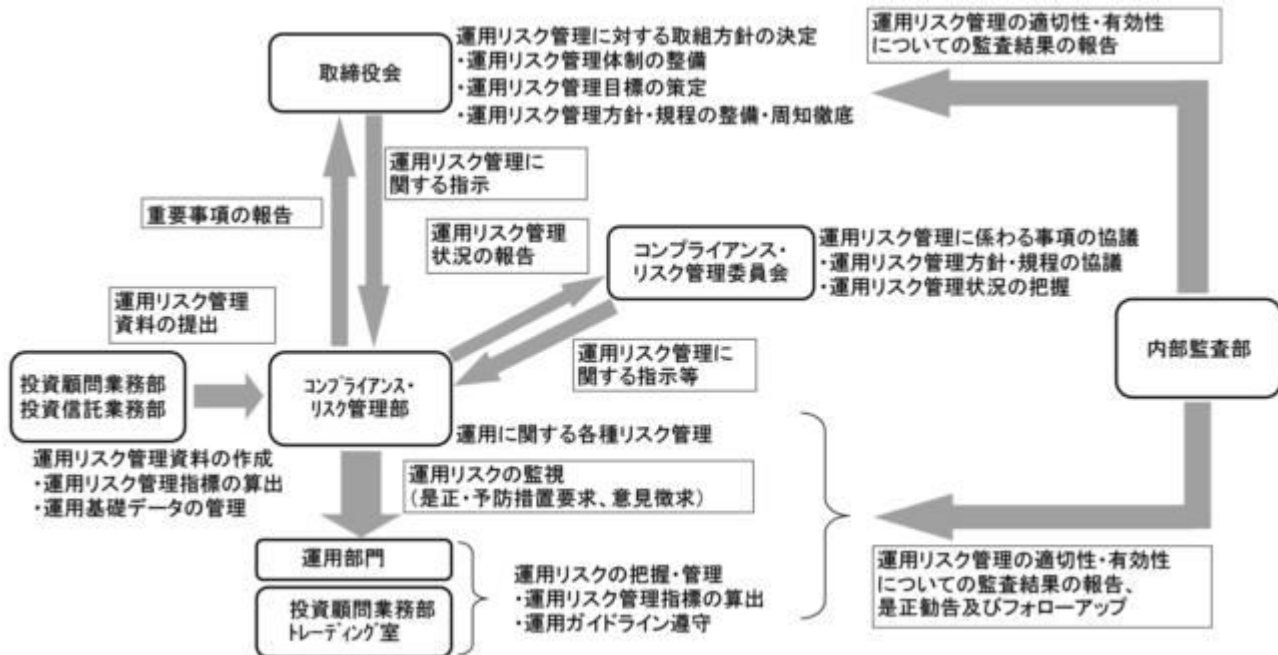 取締役会
運用リスク管理に対する取組方針の決定
・運用リスク管理体制の整備
・運用リスク管理目標の策定
・運用リスク管理方針・規程の整備・周知徹底
運用リスク管理の適切性・有効性
についての監査結果の報告
運用リスク管理に
関する指示
重要事項の報告
運用リスク管理
状況の報告
コンプライアンス・
リスク管理委員会
運用リスク管理に係わる事項の協議
・運用リスク管理方針・規程の協議
・運用リスク管理状況の把握
運用リスク管理
資料の提出
内部監査部
運用リスク管理に
関する指示等
投資顧問業務部
投資信託業務部
コンプライアンス・
リスク管理部
運用に関する各種リスク管理
運用リスク管理資料の作成
・運用リスク管理指標の算出
・運用基礎データの管理
運用リスクの監視
(是正・予防措置要求、意見徴求)
運用部門
投資顧問業務部
トレーディング室
運用リスクの把握・管理
・運用リスク管理指標の算出
・運用ガイドライン遵守
運用リスク管理の適切性・有効性
についての監査結果の報告、
是正勧告及びフォローアップ